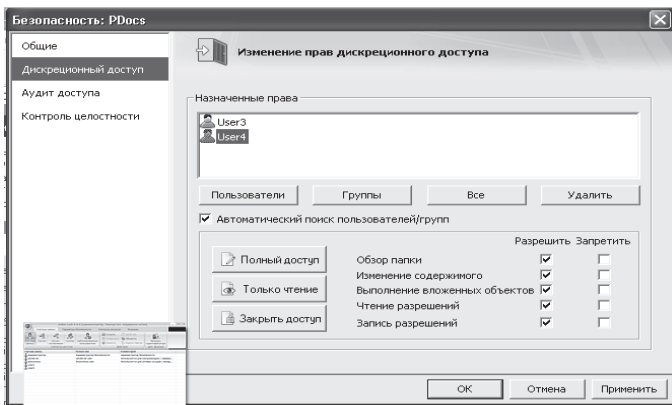 Безопасность: PDocs
Общие
Дискреционный доступ
Аудит доступа
Контроль целостности
Изменение прав дискреционного доступа
Назначенные права
User3
User4
Пользователи Группы Все Удалить
Автоматический поиск пользователей/групп
Разрешить Запретить
Полный доступ
Только чтение
Закрыть доступ
Обзор папки
Изменение содержимого
Выполнение вложенных объектов
Чтение разрешений
Запись разрешений
ОК Отмена Применить